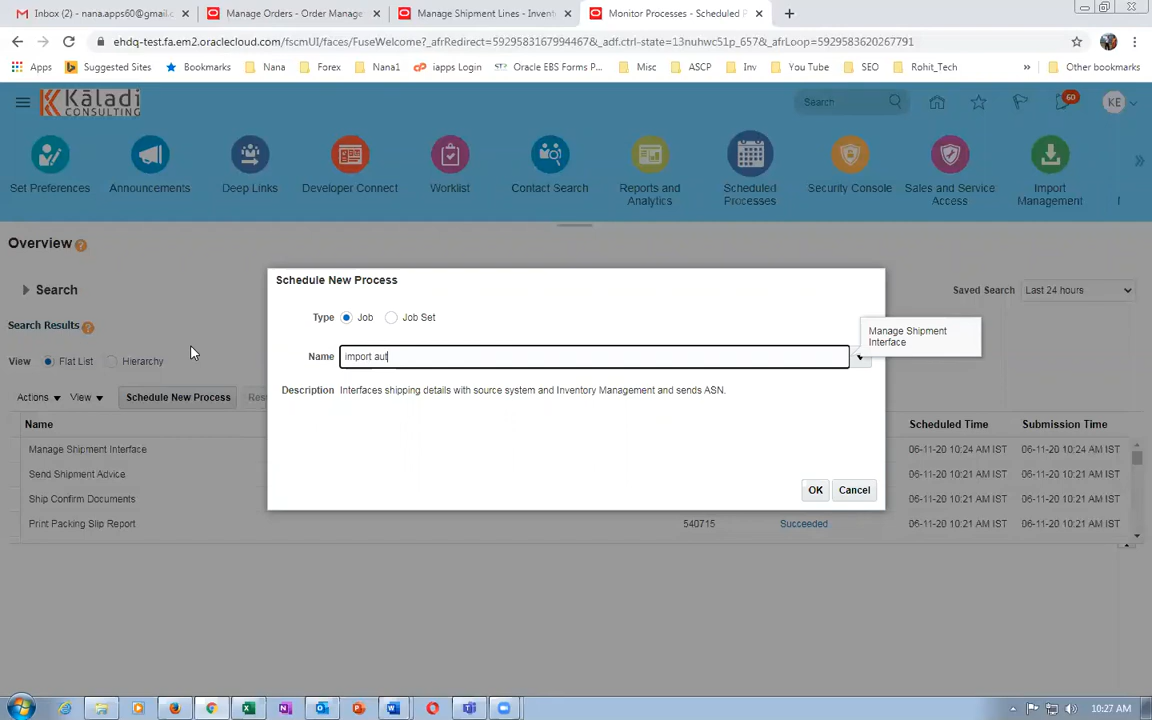 Inbox (2) - nana.apps60@gmail.c
Manage Orders - Order Manage
Manage Shipment Lines - Invent
Monitor Processes - Scheduled P
ehdq-test.fa.em2.oraclecloud.com/fscmUI/faces/FuseWelcome?_afrRedirect=5929583167994467&_adf.ctrl-state=13nuhwc51p_657&_afrLoop=5929583620267791
Apps
Suggested Sites
Bookmarks
Nana
Forex
Nana1
iapps Login
Oracle EBS Forms P...
Misc
ASCP
Inv
You Tube
SEO
Rohit_Tech
»
Other bookmarks
Kāladi
CONSULTING
Search
60
KE
Set Preferences
Announcements
Deep Links
Developer Connect
Worklist
Contact Search
Reports and Analytics
Scheduled Processes
Security Console
Sales and Service Access
Import Management
Overview
Search
Saved Search Last 24 hours
Search Results
View Flat List Hierarchy
Actions View Schedule New Process
Name Scheduled Time Submission Time
Manage Shipment Interface 06-11-20 10:24 AM IST 06-11-20 10:24 AM IST
Send Shipment Advice 06-11-20 10:21 AM IST 06-11-20 10:21 AM IST
Ship Confirm Documents 06-11-20 10:21 AM IST 06-11-20 10:21 AM IST
Print Packing Slip Report 540715 Succeeded 06-11-20 10:21 AM IST 06-11-20 10:21 AM IST
Schedule New Process
Type Job Job Set
Name import aut
Manage Shipment
Interface
Description Interfaces shipping details with source system and Inventory Management and sends ASN.
OK Cancel
10:27 AM